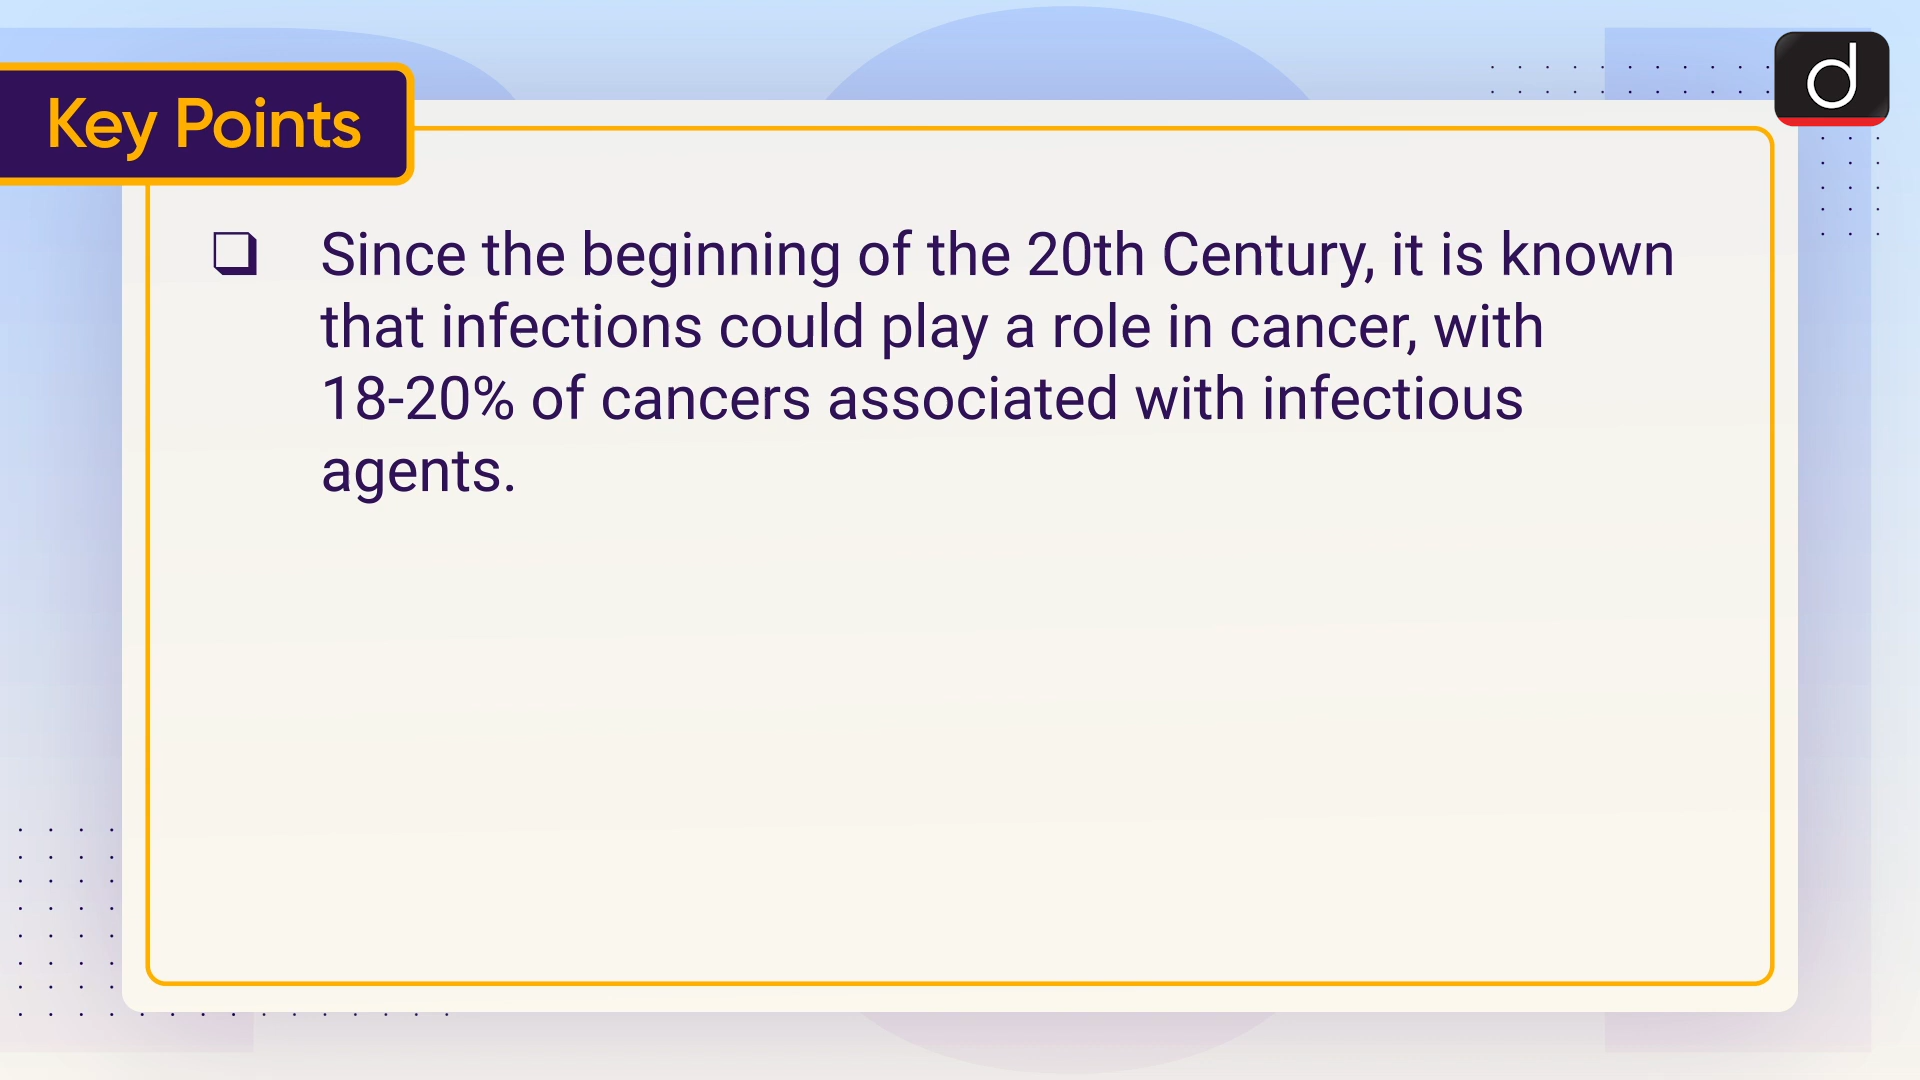 Key Points
d
❑ Since the beginning of the 20th Century, it is known
that infections could play a role in cancer, with
18-20% of cancers associated with infectious
agents.